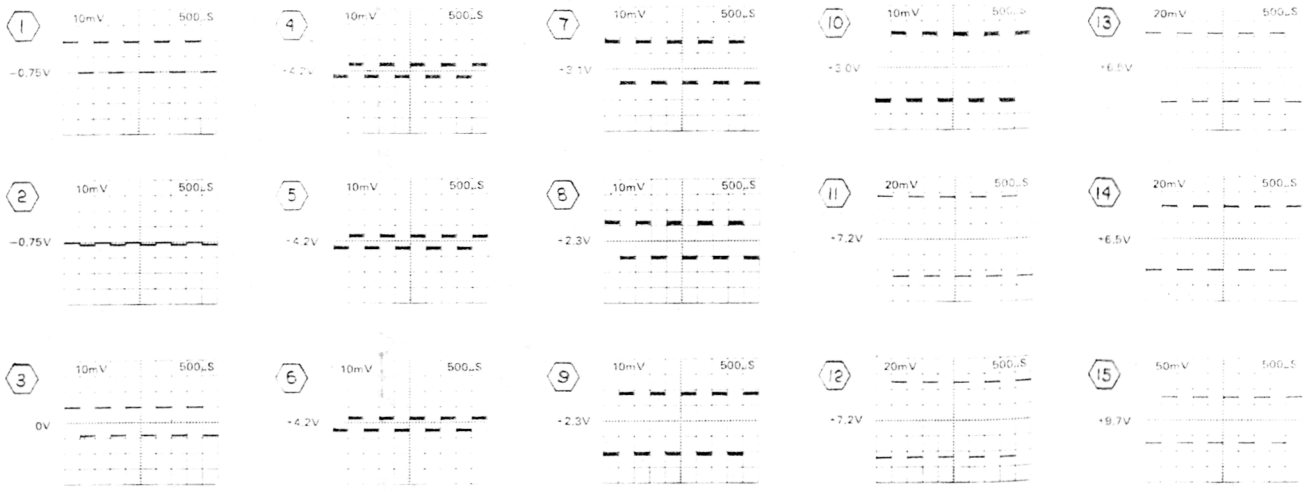 1 10mV 500µS
-0.75V
4 10mV 500µS
-4.2V
7 10mV 500µS
+3.1V
10 10mV 500µS
+3.0V
13 20mV 500µS
+6.5V
2 10mV 500µS
-0.75V
5 10mV 500µS
-4.2V
8 10mV 500µS
-2.3V
11 20mV 500µS
+7.2V
14 20mV 500µS
+6.5V
3 10mV 500µS
0V
6 10mV 500µS
-4.2V
9 10mV 500µS
-2.3V
12 20mV 500µS
+7.2V
15 50mV 500µS
+9.7V